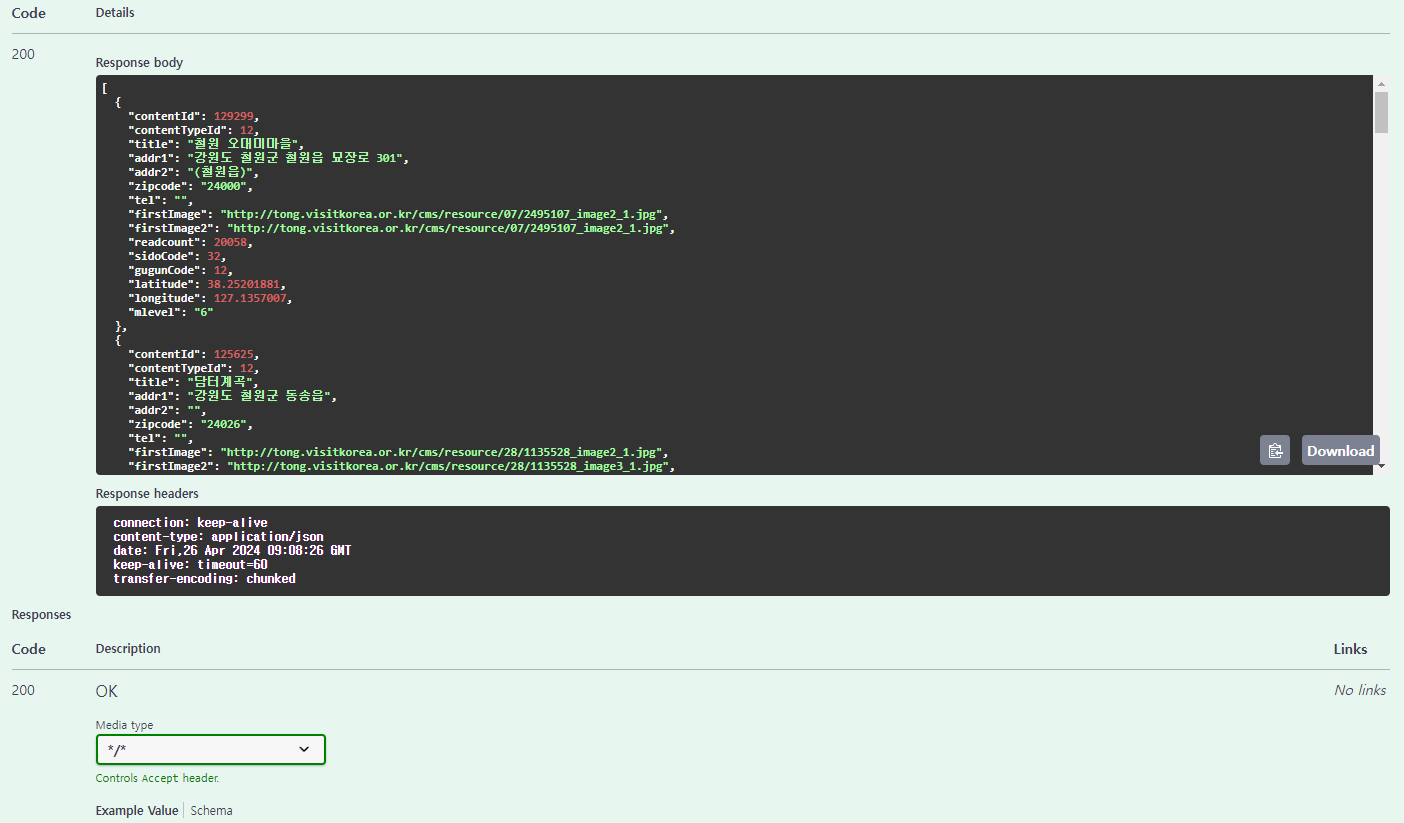 Code Details
200
Response body
[
{
"contentId": 129299,
"contentTypeId": 12,
"title": "철원 오대미마을",
"addr1": "강원도 철원군 철원읍 묘장로 301",
"addr2": "(철원읍)",
"zipcode": "24000",
"tel": "",
"firstImage": "http://tong.visitkorea.or.kr/cms/resource/07/2495107_image2_1.jpg",
"firstImage2": "http://tong.visitkorea.or.kr/cms/resource/07/2495107_image2_1.jpg",
"readcount": 20058,
"sidoCode": 32,
"gugunCode": 12,
"latitude": 38.25201881,
"longitude": 127.1357007,
"mlevel": "6"
},
{
"contentId": 125625,
"contentTypeId": 12,
"title": "담터계곡",
"addr1": "강원도 철원군 동송읍",
"addr2": "",
"zipcode": "24026",
"tel": "",
"firstImage": "http://tong.visitkorea.or.kr/cms/resource/28/1135528_image2_1.jpg",
"firstImage2": "http://tong.visitkorea.or.kr/cms/resource/28/1135528_image3_1.jpg",
Download
Response headers
connection: keep-alive
content-type: application/json
date: Fri,26 Apr 2024 09:08:26 GMT
keep-alive: timeout=60
transfer-encoding: chunked
Responses
Code Description Links
200 OK No links
Media type
*/*
Controls Accept header.
Example Value Schema